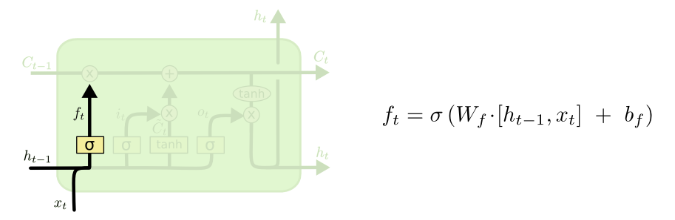 h_t
C_{t-1}
C_t
×
+
tanh
f_t
i_t
o_t
×
×
C̃_t
σ
σ
tanh
σ
h_{t-1}
h_t
x_t
f_t = σ (W_f · [h_{t-1}, x_t] + b_f)